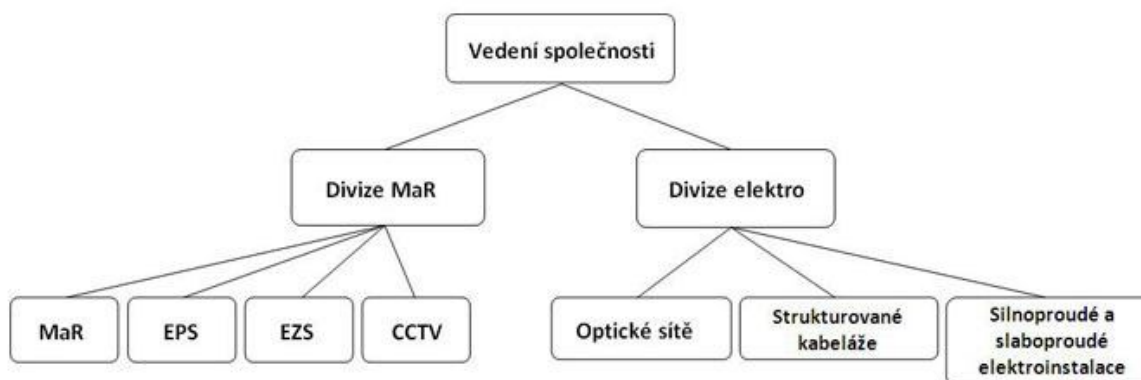 Vedení společnosti
Divize MaR
Divize elektro
MaR
EPS
EZS
CCTV
Optické sítě
Strukturované
kabeláže
Silnoproudé a
slaboproudé
elektroinstalace